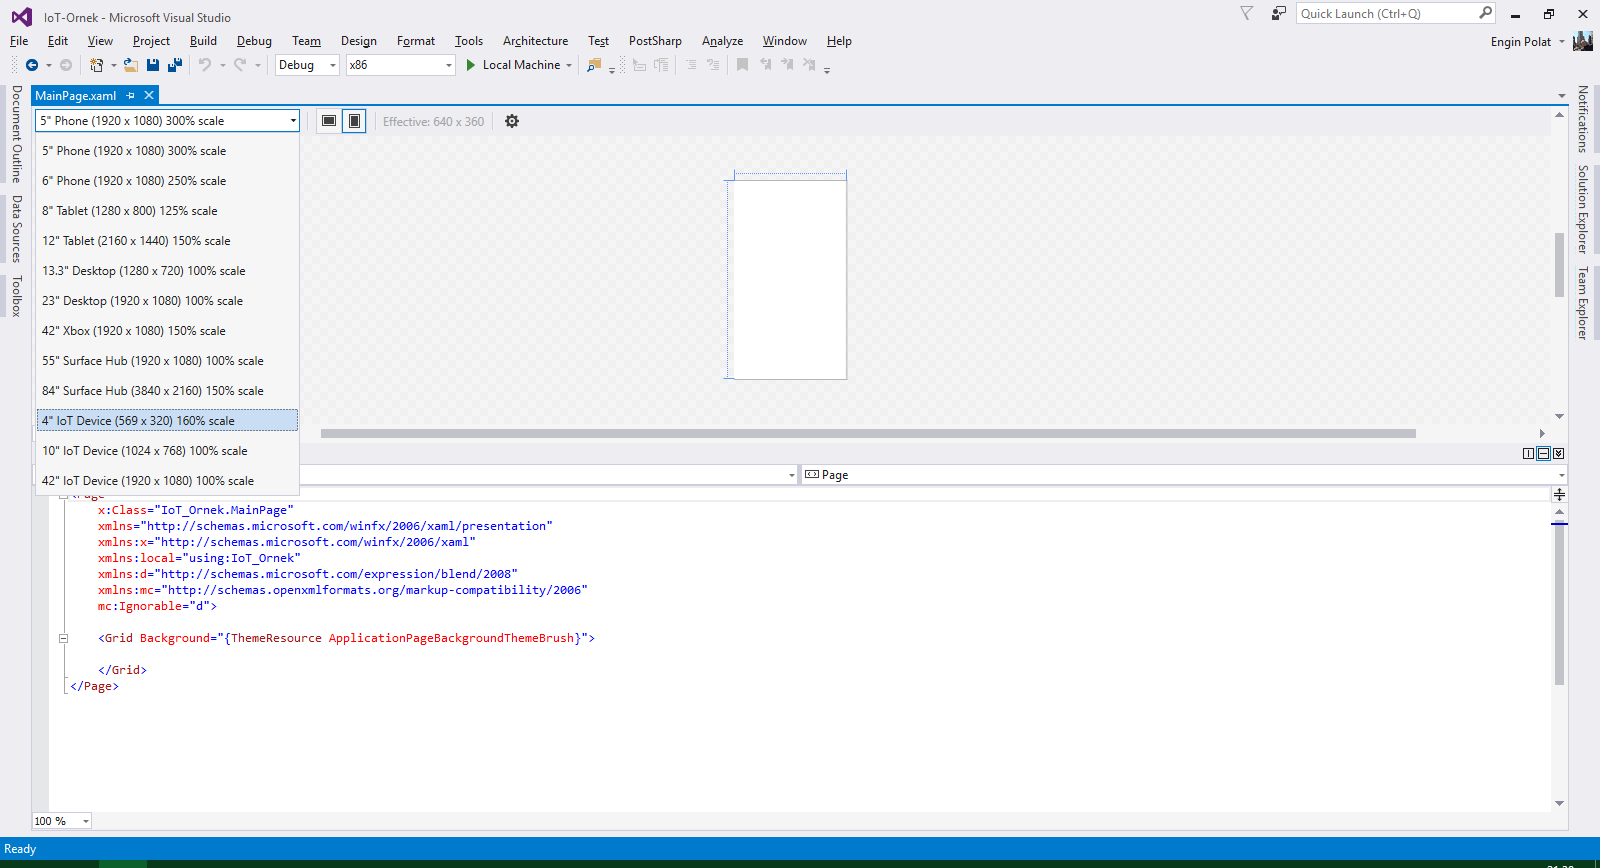 IoT-Ornek - Microsoft Visual Studio
Quick Launch (Ctrl+Q)
File Edit View Project Build Debug Team Design Format Tools Architecture Test PostSharp Analyze Window Help
Engin Polat
Debug x86 Local Machine
MainPage.xaml
5" Phone (1920 x 1080) 300% scale
Effective: 640 x 360
5" Phone (1920 x 1080) 300% scale
6" Phone (1920 x 1080) 250% scale
8" Tablet (1280 x 800) 125% scale
12" Tablet (2160 x 1440) 150% scale
13.3" Desktop (1280 x 720) 100% scale
23" Desktop (1920 x 1080) 100% scale
42" Xbox (1920 x 1080) 150% scale
55" Surface Hub (1920 x 1080) 100% scale
84" Surface Hub (3840 x 2160) 150% scale
4" IoT Device (569 x 320) 160% scale
10" IoT Device (1024 x 768) 100% scale
42" IoT Device (1920 x 1080) 100% scale
Document Outline
Data Sources
Toolbox
Notifications
Solution Explorer
Team Explorer
Page
<Page
x:Class="IoT_Ornek.MainPage"
xmlns="http://schemas.microsoft.com/winfx/2006/xaml/presentation"
xmlns:x="http://schemas.microsoft.com/winfx/2006/xaml"
xmlns:local="using:IoT_Ornek"
xmlns:d="http://schemas.microsoft.com/expression/blend/2008"
xmlns:mc="http://schemas.openxmlformats.org/markup-compatibility/2006"
mc:Ignorable="d">
<Grid Background="{ThemeResource ApplicationPageBackgroundThemeBrush}">
</Grid>
</Page>
100 %
Ready